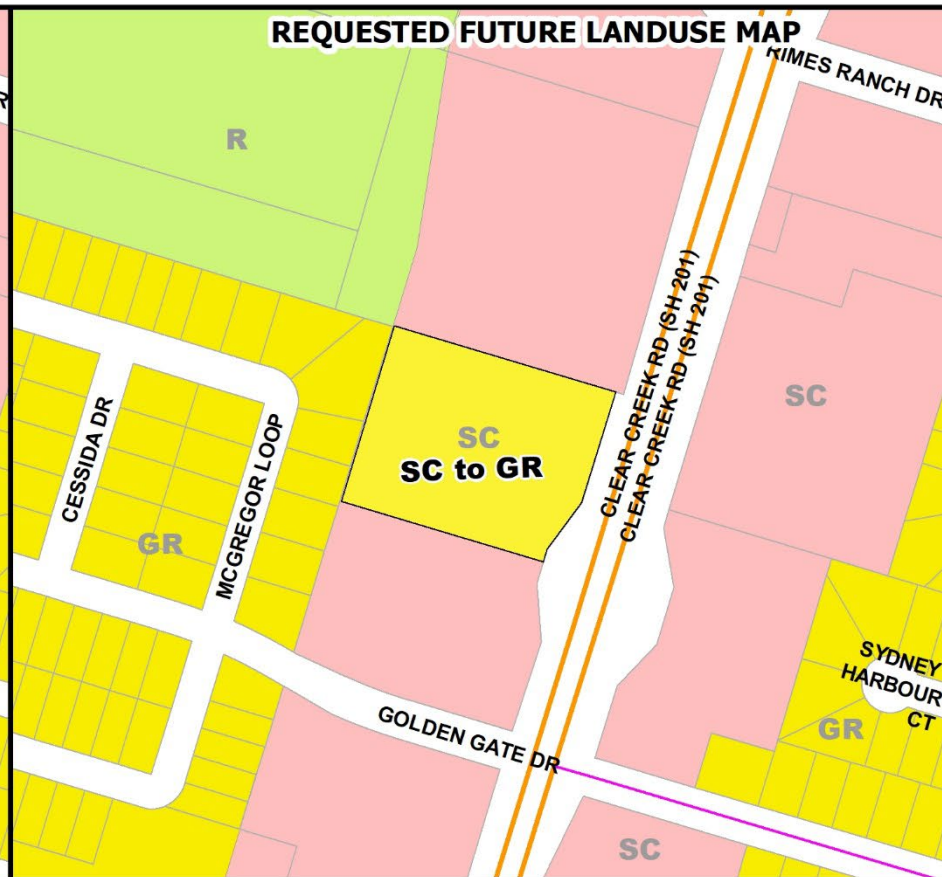 REQUESTED FUTURE LANDUSE MAP
RIMES RANCH DR
R
CLEAR CREEK RD (SH 201)
CLEAR CREEK RD (SH 201)
SC
SC
SC to GR
CESSIDA DR
MCGREGOR LOOP
GR
SYDNEY
HARBOUR
CT
GR
GOLDEN GATE DR
SC